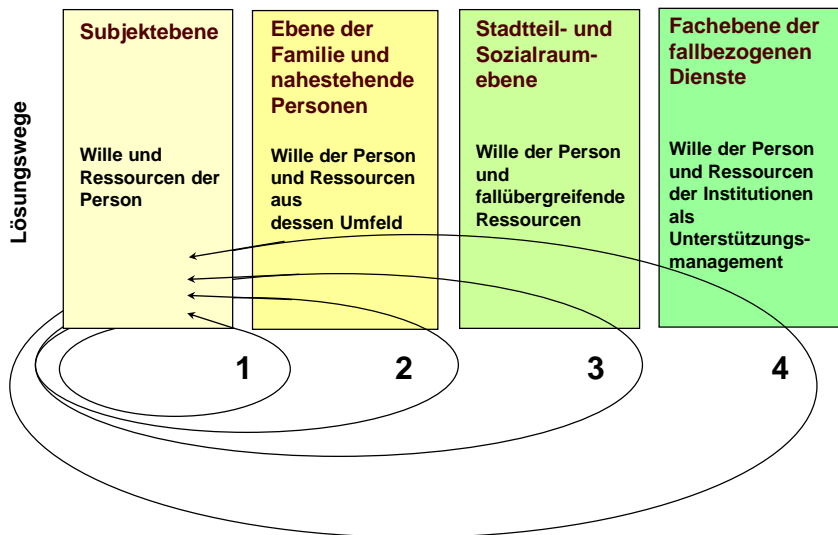 Lösungswege
Subjektebene
Wille und
Ressourcen der
Person
Ebene der
Familie und
nahestehende
Personen
Wille der Person
und Ressourcen
aus
dessen Umfeld
Stadtteil- und
Sozialraum-
ebene
Wille der Person
und
fallübergreifende
Ressourcen
Fachebene der
fallbezogenen
Dienste
Wille der Person
und Ressourcen
der Institutionen
als
Unterstützungs-
management
1
2
3
4